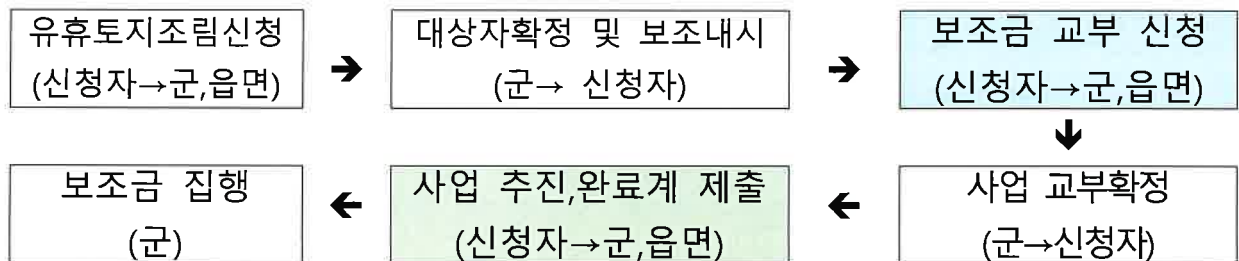 유휴토지조림신청
(신청자→군,읍면)
➔
대상자확정 및 보조내시
(군→ 신청자)
➔
보조금 교부 신청
(신청자→군,읍면)
🡻
사업 교부확정
(군→신청자)
🡸
사업 추진,완료계 제출
(신청자→군,읍면)
🡸
보조금 집행
(군)